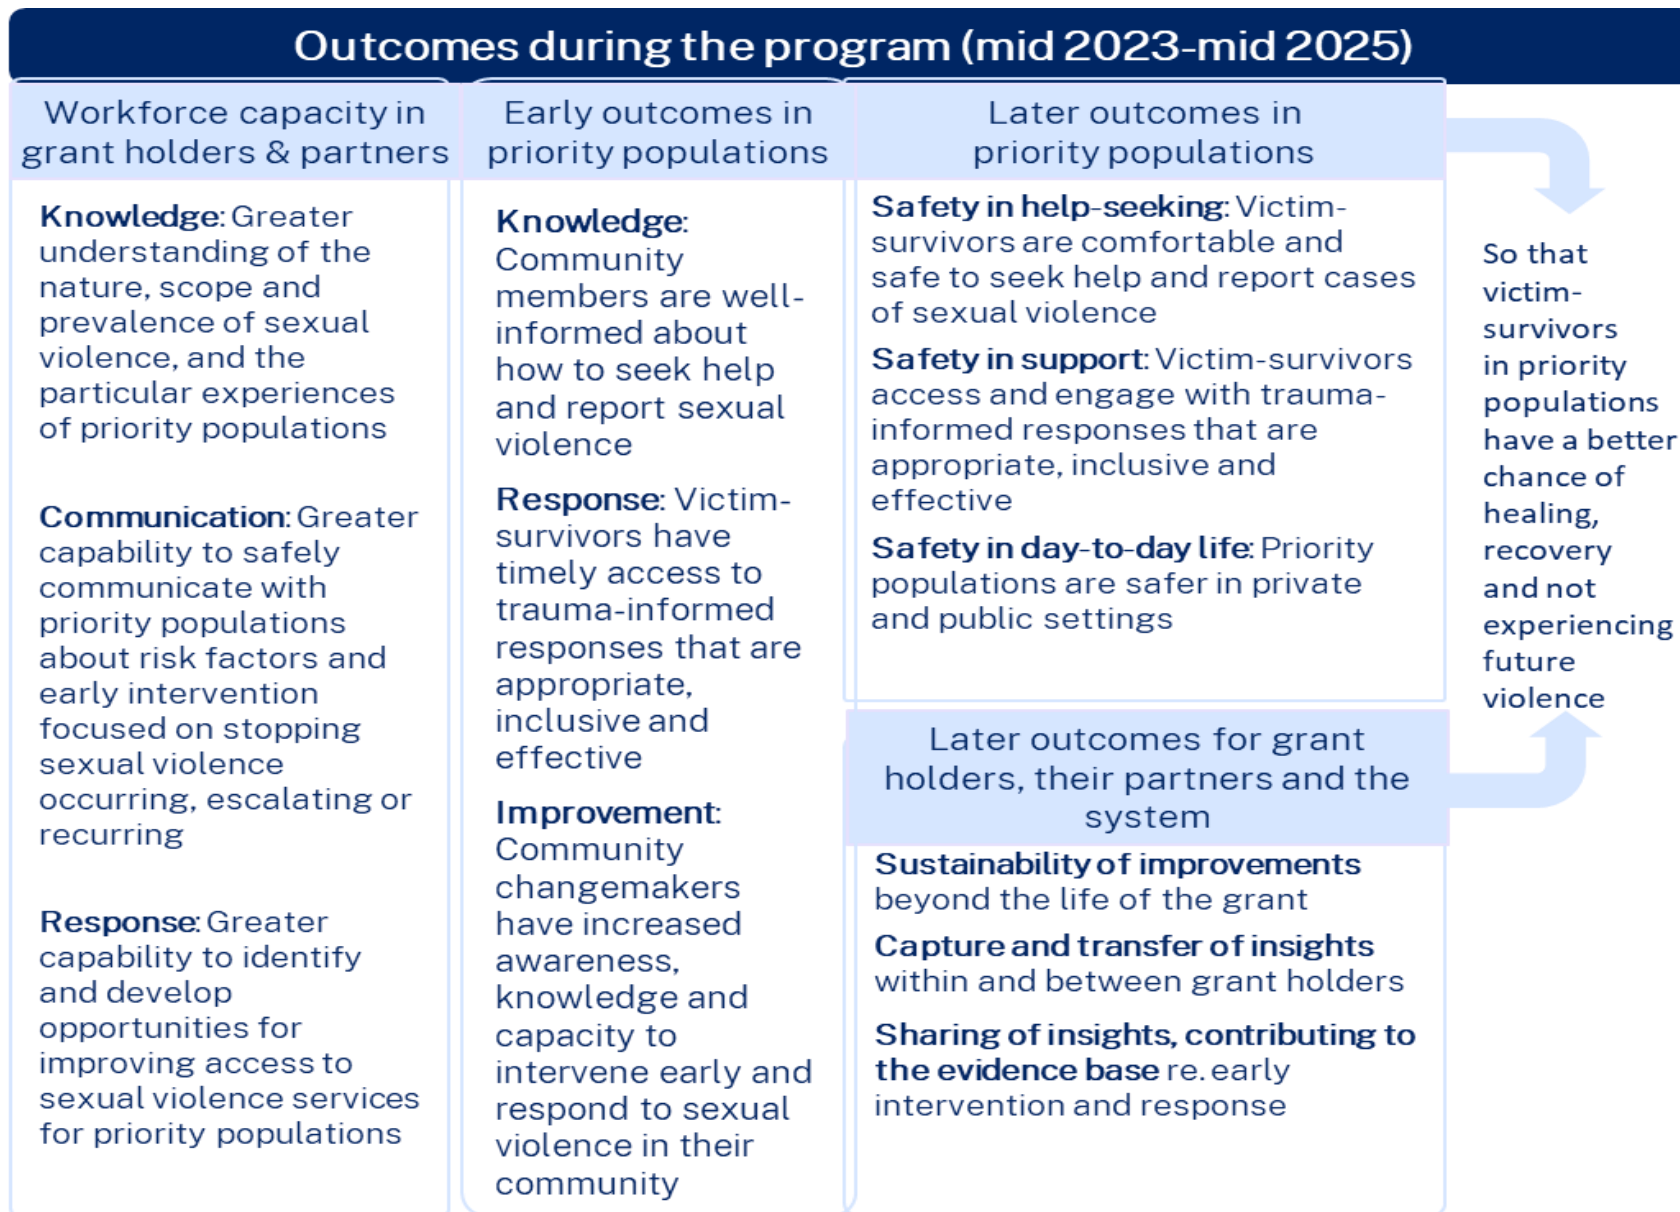 Outcomes during the program (mid 2023-mid 2025)
Workforce capacity in
grant holders & partners
Knowledge: Greater
understanding of the
nature, scope and
prevalence of sexual
violence, and the
particular experiences
of priority populations
Communication: Greater
capability to safely
communicate with
priority populations
about risk factors and
early intervention
focused on stopping
sexual violence
occurring, escalating or
recurring
Response: Greater
capability to identify
and develop
opportunities for
improving access to
sexual violence services
for priority populations
Early outcomes in
priority populations
Knowledge:
Community
members are well-
informed about
how to seek help
and report sexual
violence
Response: Victim-
survivors have
timely access to
trauma-informed
responses that are
appropriate,
inclusive and
effective
Improvement:
Community
changemakers
have increased
awareness,
knowledge and
capacity to
intervene early and
respond to sexual
violence in their
community
Later outcomes in
priority populations
Safety in help-seeking: Victim-
survivors are comfortable and
safe to seek help and report cases
of sexual violence
Safety in support: Victim-survivors
access and engage with trauma-
informed responses that are
appropriate, inclusive and
effective
Safety in day-to-day life: Priority
populations are safer in private
and public settings
Later outcomes for grant
holders, their partners and the
system
Sustainability of improvements
beyond the life of the grant
Capture and transfer of insights
within and between grant holders
Sharing of insights, contributing to
the evidence base re. early
intervention and response
So that
victim-
survivors
in priority
populations
have a better
chance of
healing,
recovery
and not
experiencing
future
violence